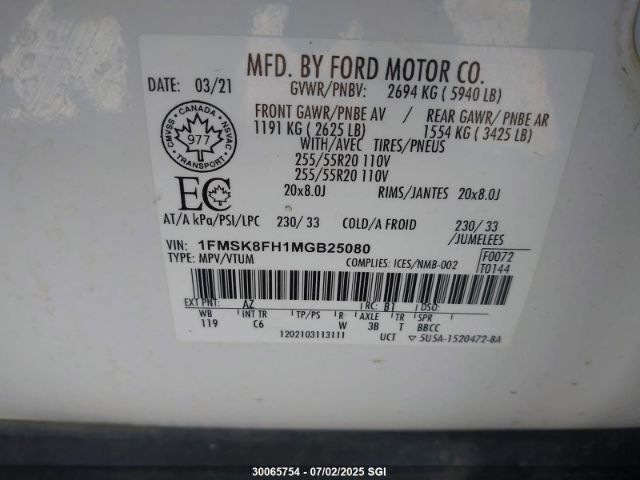 MFD. BY FORD MOTOR CO.
DATE: 03/21
GVWR/PNBV: 2694 KG ( 5940 LB)
FRONT GAWR/PNBE AV / REAR GAWR/ PNBE AR
1191 KG ( 2625 LB) 1554 KG ( 3425 LB)
WITH/AVEC TIRES/PNEUS
255/55R20 110V
255/55R20 110V
20x8.0J RIMS/JANTES 20x8.0J
CANADA
CMVSS NSVAC
977
TRANSPORT
EC
AT/A kPa/PSI/LPC 230/ 33 COLD/A FROID 230/ 33
/JUMELEES
VIN: 1FMSK8FH1MGB25080
TYPE: MPV/VTUM COMPLIES: ICES/NMB-002
F0072
T0144
EXT PNT: AZ RC: B1 DSO:
WB INT TR TP/PS R AXLE TR SPR
119 C6 W 3B T BBCC
1202103113111 UCT ▽ 5U5A-1520472-BA
30065754 - 07/02/2025 SGI